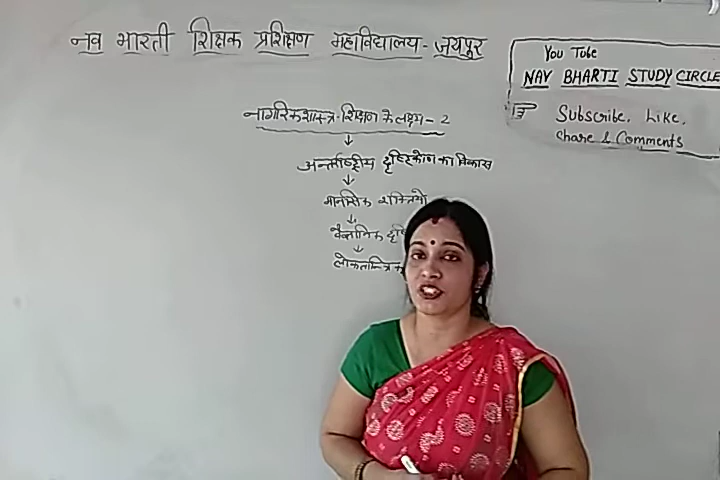 नव भारती शिक्षक प्रशिक्षण महाविद्यालय - जयपुर
You Tube
NAV BHARTI STUDY CIRCLE
Subscribe, Like,
Share & Comments
नागरिकशास्त्र-शिक्षण के लक्ष्य - 2
अन्तर्राष्ट्रीय दृष्टिकोण का विकास
मानसिक शक्तियों
वैज्ञानिक
लोकतान्त्रिक